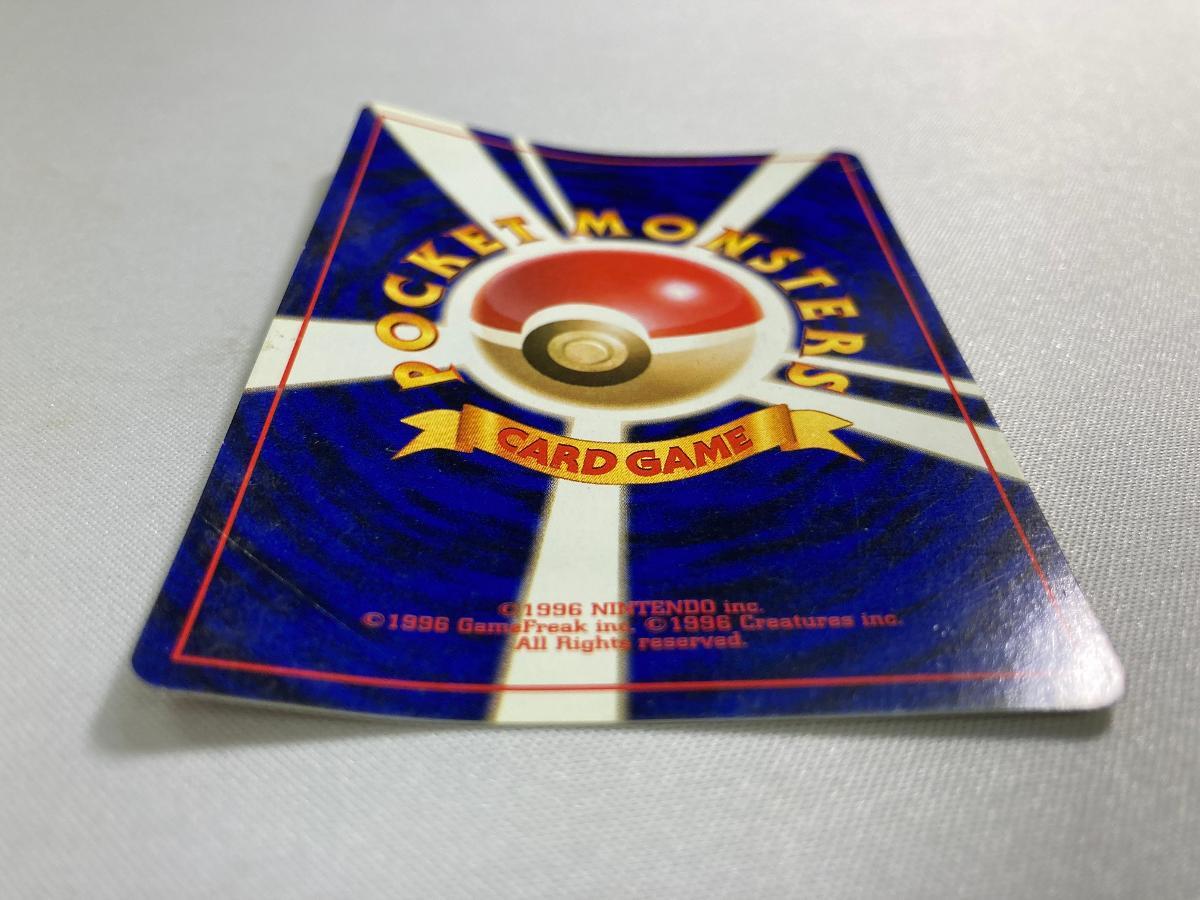 POCKET MONSTERS
CARD GAME
©1996 NINTENDO inc.
©1996 GameFreak inc. ©1996 Creatures inc.
All Rights reserved.